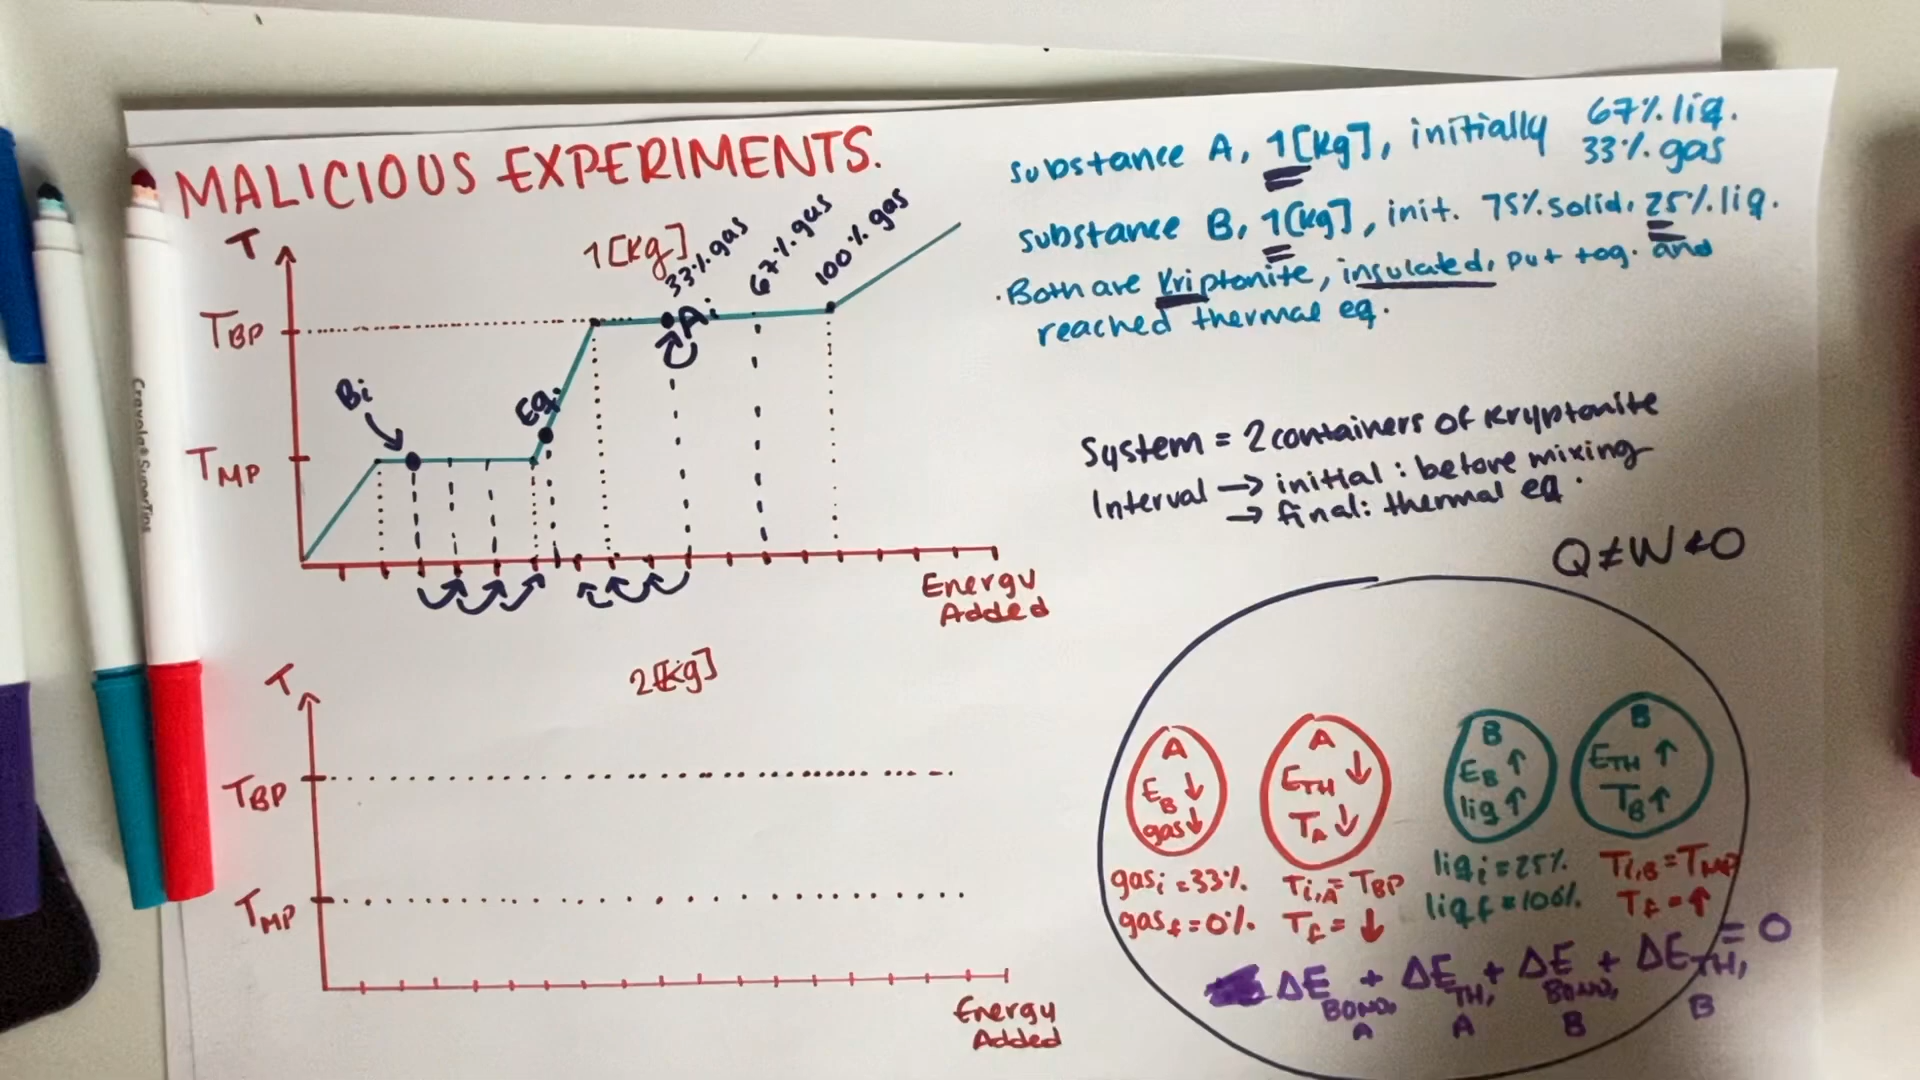 MALICIOUS EXPERIMENTS.
T
1[kg]
33% gas
67% gas
100% gas
TBP
Ai
Bi
Eq.
TMP
Energy
Added
2[kg]
T
TBP
TMP
Energy
Added
substance A, 1[kg], initially 67% liq.
33% gas
substance B, 1[kg], init. 75% solid. 25% liq.
. Both are Kriptonite, insulated. put tog. and
reached thermal eq.
System = 2 containers of kryptonite
Interval → initial: before mixing
→ final: thermal eq.
A
EB ↓
gas ↓
A
ETH ↓
TA ↓
B
EB ↑
liq ↑
B
ETH ↑
TB ↑
gasi = 33%.
gasf = 0%.
Ti,A = TBP
Tf = ↓
liqi = 25%.
liqf = 100%.
Ti,B = TMP
Tf = ↑
ΔE BOND, A + ΔE TH, A + ΔE BOND, B + ΔE TH, B = 0
Crayola SuperTips